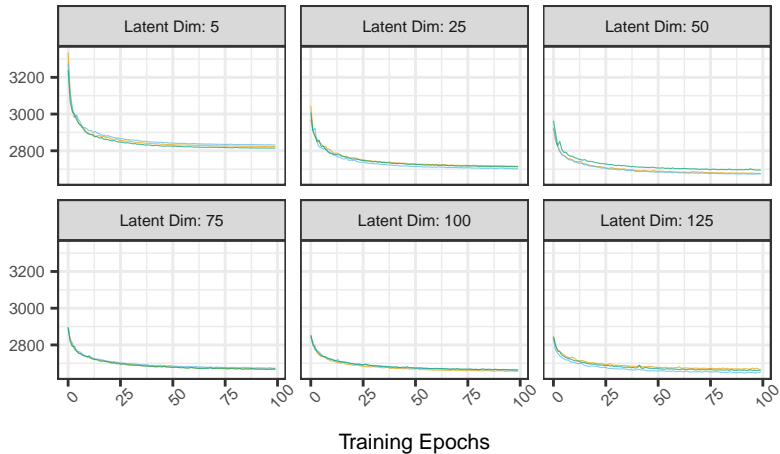 Latent Dim: 5
Latent Dim: 25
Latent Dim: 50
3200
3000
2800
Latent Dim: 75
Latent Dim: 100
Latent Dim: 125
3200
3000
2800
0 25 50 75 100 0 25 50 75 100 0 25 50 75 100
Training Epochs